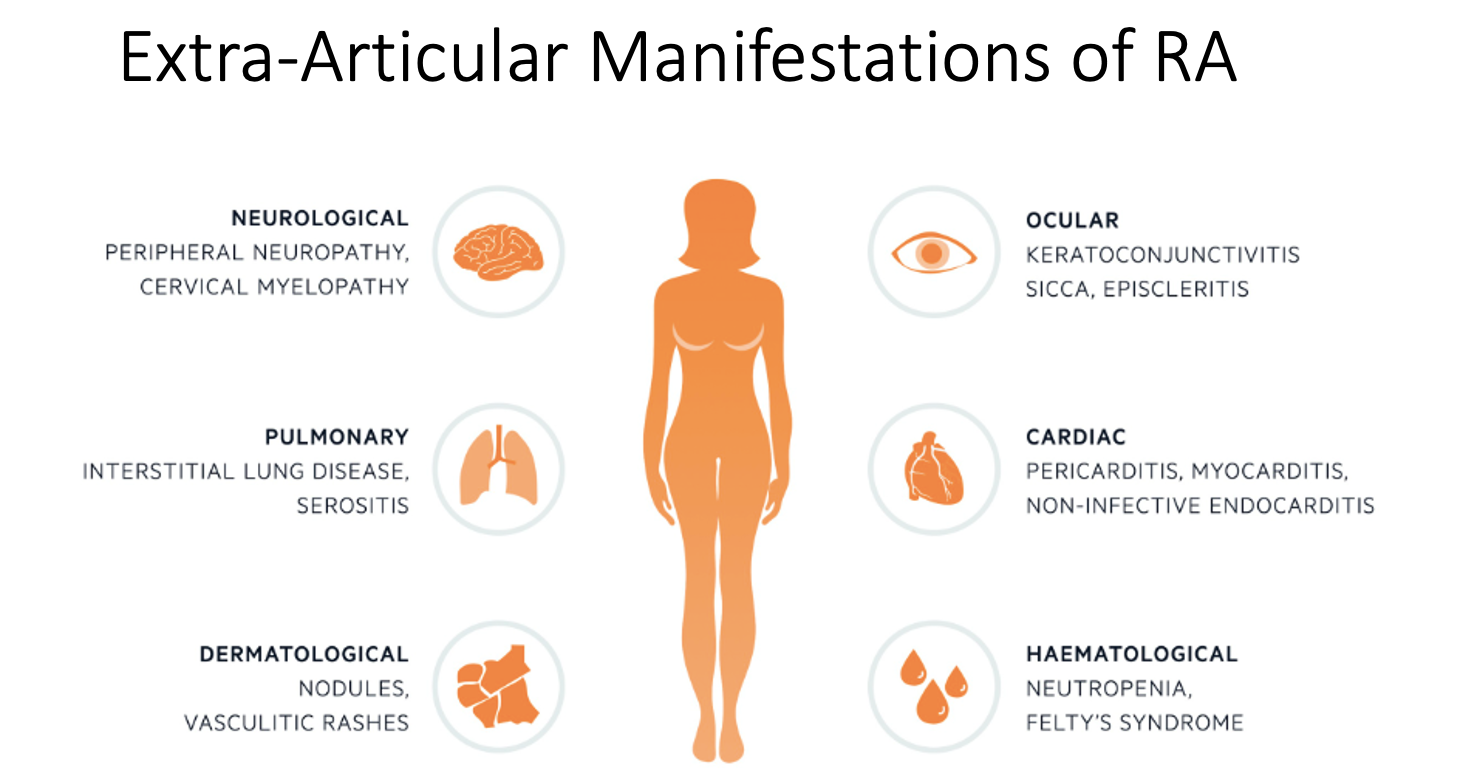 Extra-Articular Manifestations of RA
NEUROLOGICAL
PERIPHERAL NEUROPATHY,
CERVICAL MYELOPATHY
OCULAR
KERATOCONJUNCTIVITIS
SICCA, EPISCLERITIS
PULMONARY
INTERSTITIAL LUNG DISEASE,
SEROSITIS
CARDIAC
PERICARDITIS, MYOCARDITIS,
NON-INFECTIVE ENDOCARDITIS
DERMATOLOGICAL
NODULES,
VASCULITIC RASHES
HAEMATOLOGICAL
NEUTROPENIA,
FELTY'S SYNDROME